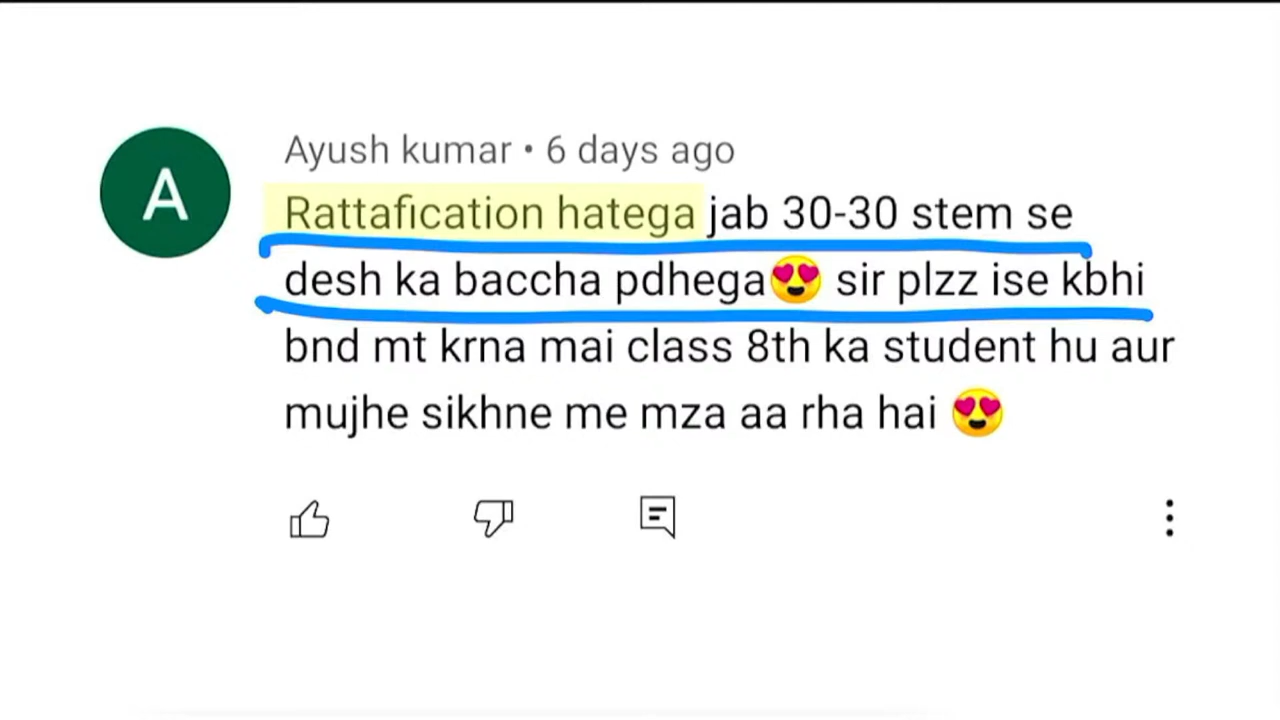 A
Ayush kumar • 6 days ago
Rattafication hatega jab 30-30 stem se
desh ka baccha pdhega😍 sir plzz ise kbhi
bnd mt krna mai class 8th ka student hu aur
mujhe sikhne me mza aa rha hai 😍